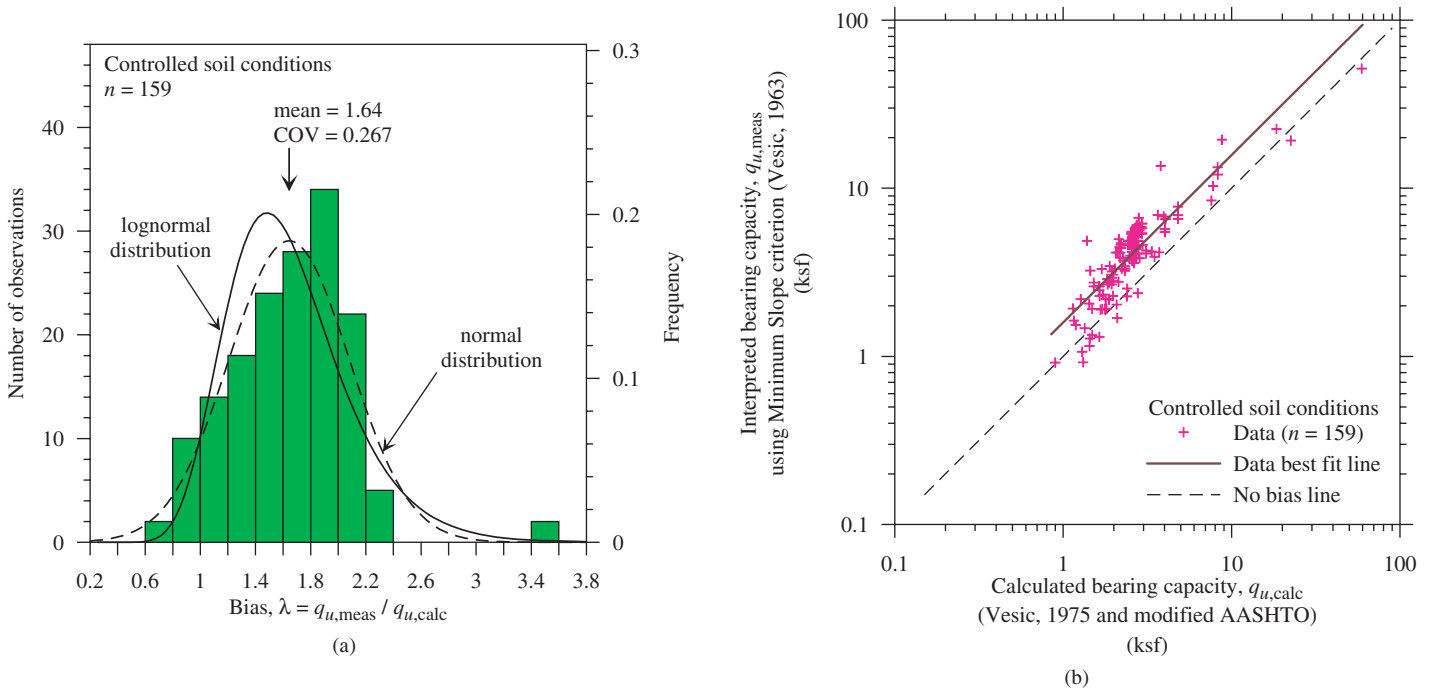 Controlled soil conditions
n = 159
mean = 1.64
COV = 0.267
lognormal
distribution
normal
distribution
Number of observations
0
10
20
30
40
Frequency
0
0.1
0.2
0.3
0.2 0.6 1 1.4 1.8 2.2 2.6 3 3.4 3.8
Bias, λ = qu,meas / qu,calc
(a)
Interpreted bearing capacity, qu,meas
using Minimum Slope criterion (Vesic, 1963)
(ksf)
100
10
1
0.1
Controlled soil conditions
Data (n = 159)
Data best fit line
No bias line
0.1 1 10 100
Calculated bearing capacity, qu,calc
(Vesic, 1975 and modified AASHTO)
(ksf)
(b)